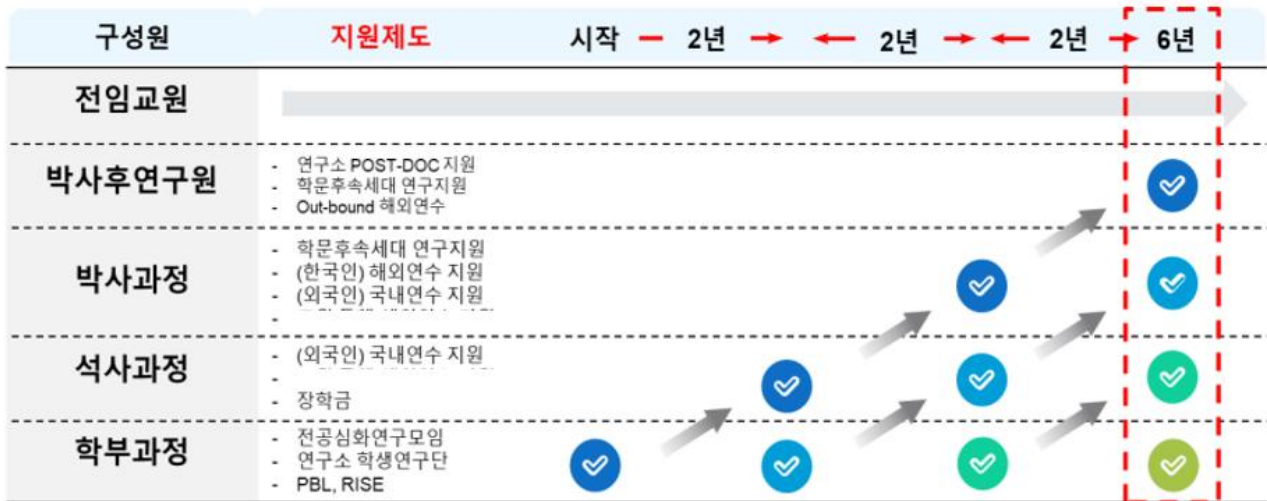 구성원 지원제도 시작 2년 2년 2년 6년
전임교원
박사후연구원
- 연구소 POST-DOC 지원
- 학문후속세대 연구지원
- Out-bound 해외연수
박사과정
- 학문후속세대 연구지원
- (한국인) 해외연수 지원
- (외국인) 국내연수 지원
-
석사과정
- (외국인) 국내연수 지원
-
- 장학금
학부과정
- 전공심화연구모임
- 연구소 학생연구단
- PBL, RISE